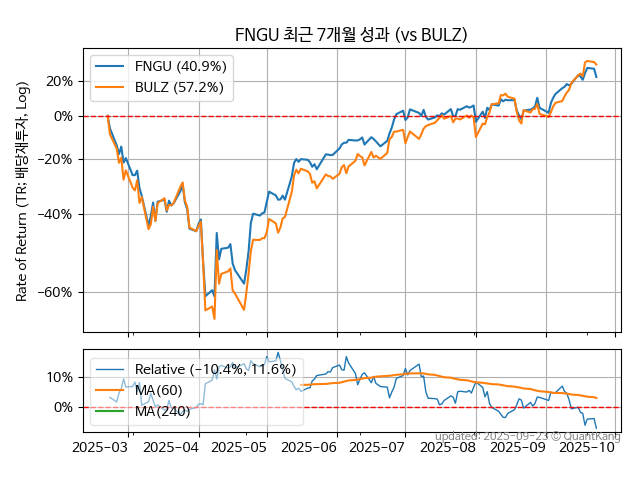 FNGU 최근 7개월 성과 (vs BULZ)
Rate of Return (TR: 배당재투자, Log)
FNGU (40.9%)
BULZ (57.2%)
20%
0%
−20%
−40%
−60%
Relative (−10.4%, 11.6%)
MA(60)
MA(240)
10%
0%
updated: 2025-09-23 © QuantKang
2025−03 2025−04 2025−05 2025−06 2025−07 2025−08 2025−09 2025−10